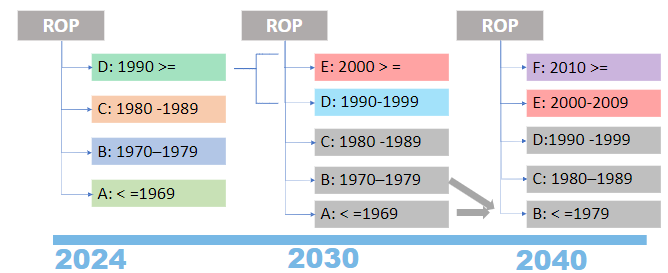 ROP
D: 1990 >=
C: 1980 -1989
B: 1970–1979
A: < =1969
2024
ROP
E: 2000 > =
D: 1990-1999
C: 1980 -1989
B: 1970–1979
A: < =1969
2030
ROP
F: 2010 >=
E: 2000-2009
D:1990 -1999
C: 1980–1989
B: < =1979
2040